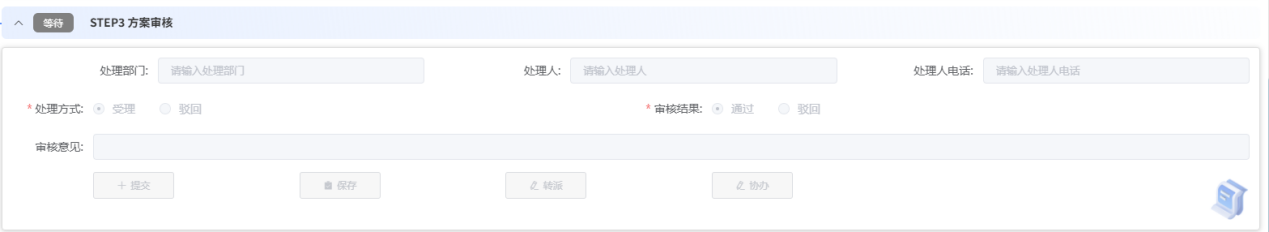 等待 STEP3 方案审核
处理部门: 请输入处理部门 处理人: 请输入处理人 处理人电话: 请输入处理人电话
*处理方式: 受理 驳回 *审核结果: 通过 驳回
审核意见:
提交 保存 转派 协办